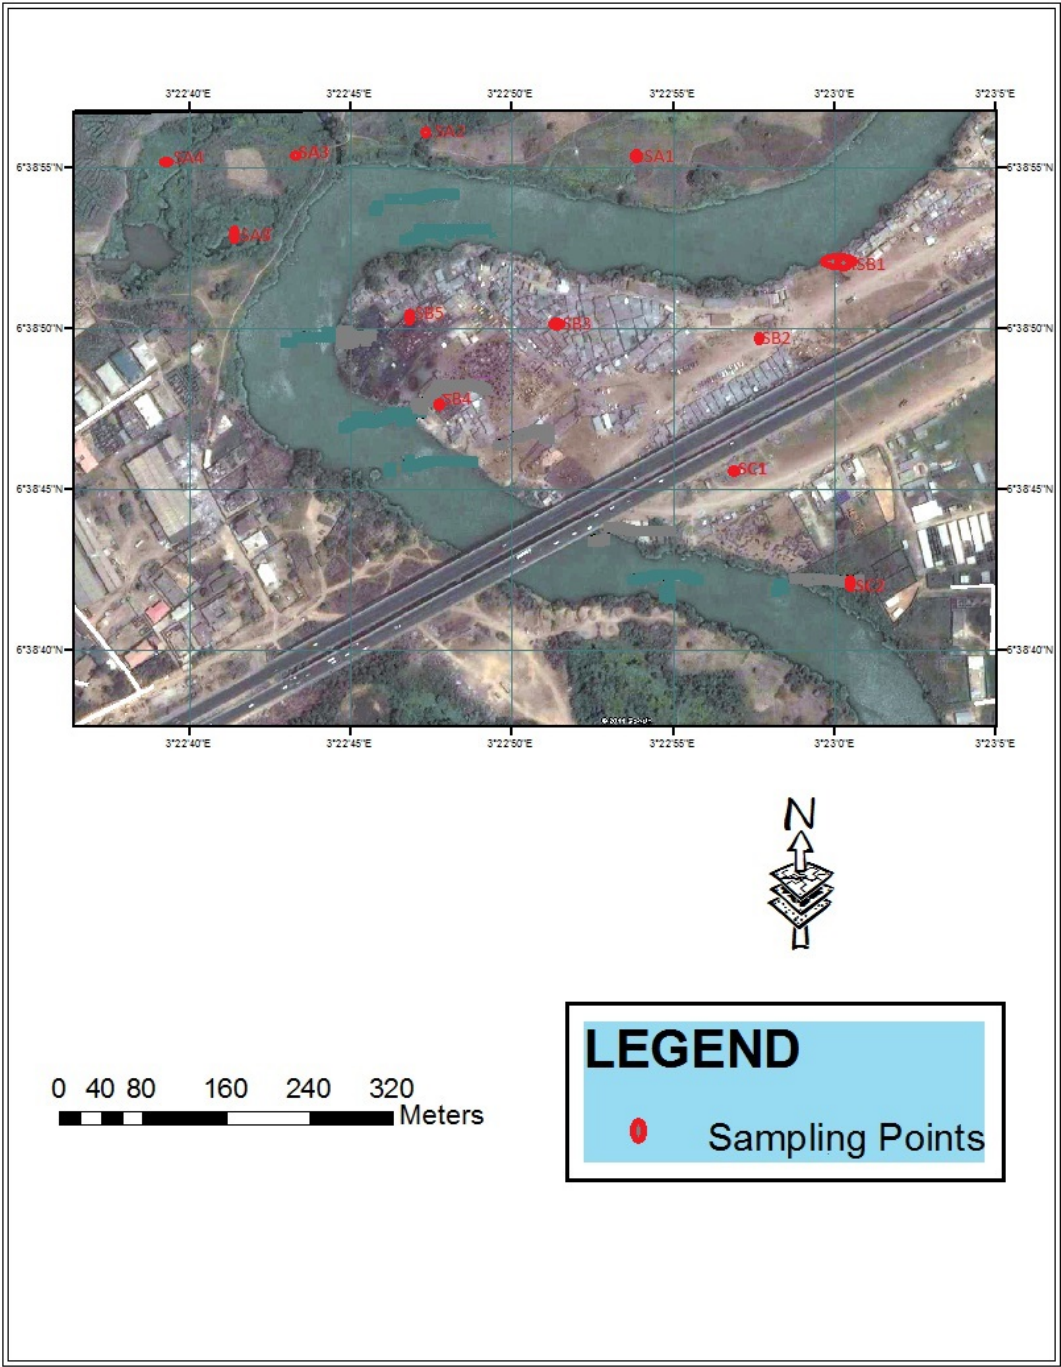 3°22'40"E 3°22'45"E 3°22'50"E 3°22'55"E 3°23'0"E 3°23'5"E
SA2
SA4 SA3 SA1
6°38'55"N 6°38'55"N
SA5
SB1
SB5 SB3
6°38'50"N 6°38'50"N
SB2
SB4
SC1
6°38'45"N 6°38'45"N
SC2
6°38'40"N 6°38'40"N
3°22'40"E 3°22'45"E 3°22'50"E 3°22'55"E 3°23'0"E 3°23'5"E
N
LEGEND
0 40 80 160 240 320
Meters
Sampling Points